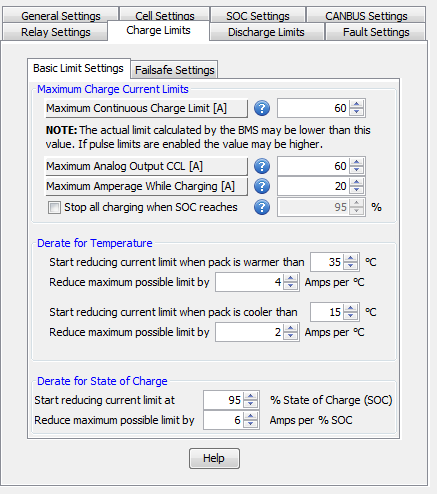 General Settings Cell Settings SOC Settings CANBUS Settings
Relay Settings Charge Limits Discharge Limits Fault Settings
Basic Limit Settings Failsafe Settings
Maximum Charge Current Limits
Maximum Continuous Charge Limit [A] ? 60
NOTE: The actual limit calculated by the BMS may be lower than this
value. If pulse limits are enabled the value may be higher.
Maximum Analog Output CCL [A] ? 60
Maximum Amperage While Charging [A] ? 20
Stop all charging when SOC reaches ? 95 %
Derate for Temperature
Start reducing current limit when pack is warmer than 35 °C
Reduce maximum possible limit by 4 Amps per °C
Start reducing current limit when pack is cooler than 15 °C
Reduce maximum possible limit by 2 Amps per °C
Derate for State of Charge
Start reducing current limit at 95 % State of Charge (SOC)
Reduce maximum possible limit by 6 Amps per % SOC
Help